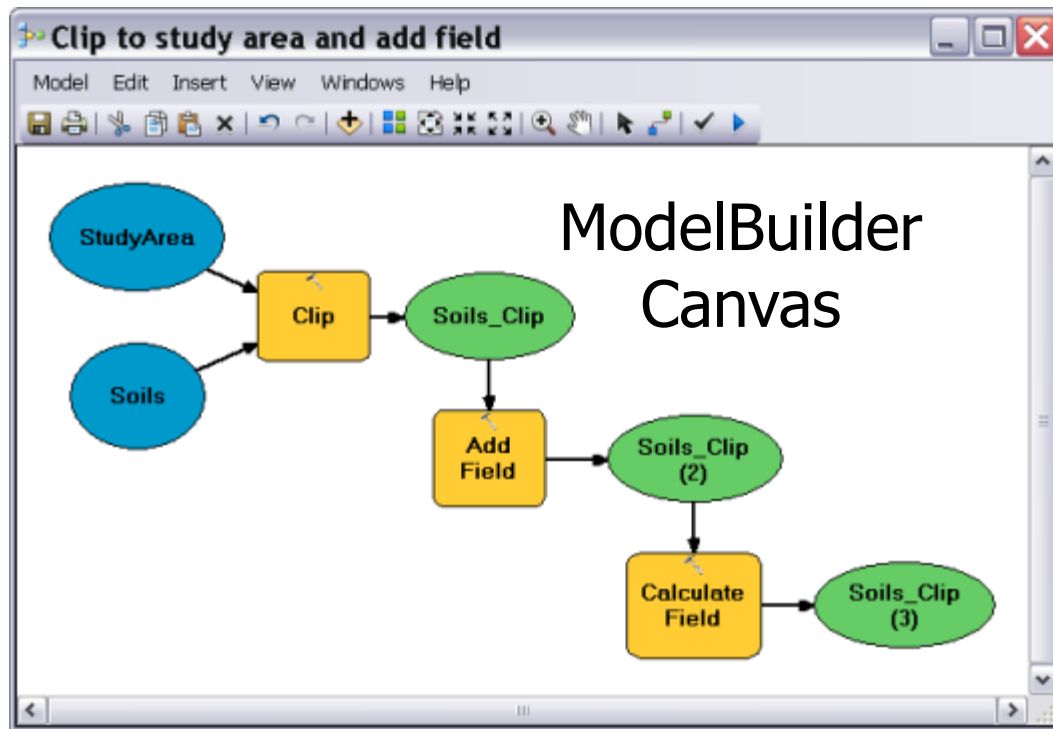 Clip to study area and add field
Model Edit Insert View Windows Help
ModelBuilder
Canvas
StudyArea
Clip
Soils_Clip
Soils
Add
Field
Soils_Clip
(2)
Calculate
Field
Soils_Clip
(3)